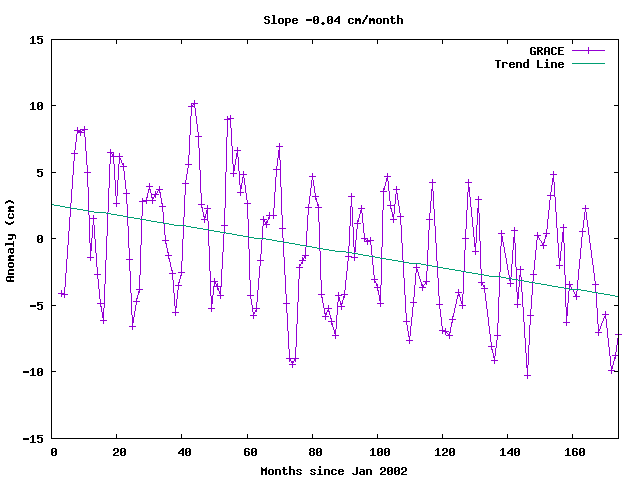 Slope -0.04 cm/month
GRACE
Trend Line
15
10
5
0
-5
-10
-15
Anomaly (cm)
0 20 40 60 80 100 120 140 160
Months since Jan 2002